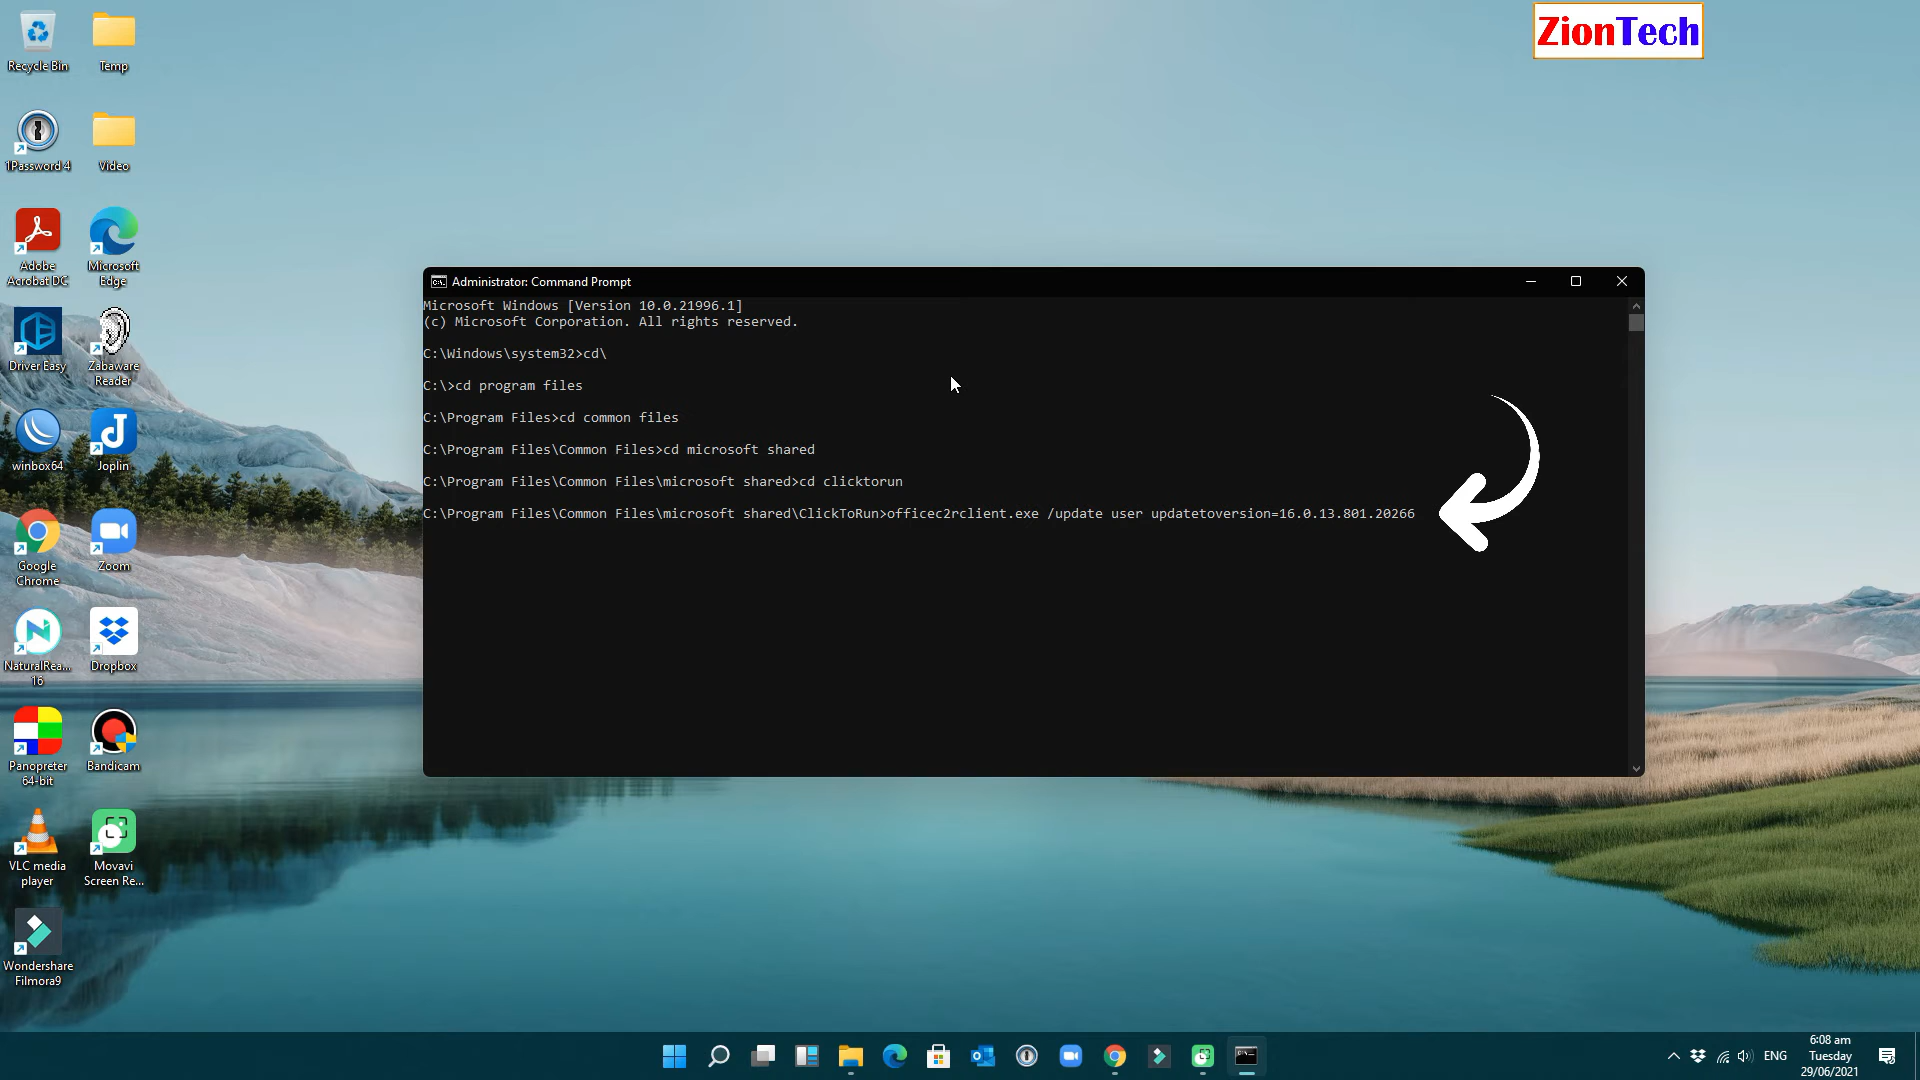 ZionTech
Recycle Bin
Temp
1Password 4
Video
Adobe
Acrobat DC
Microsoft
Edge
Driver Easy
Zabaware
Reader
winbox64
Joplin
Google
Chrome
Zoom
NaturalRea...
16
Dropbox
Panopreter
64-bit
Bandicam
VLC media
player
Movavi
Screen Re...
Wondershare
Filmora9
Administrator: Command Prompt
Microsoft Windows [Version 10.0.21996.1]
(c) Microsoft Corporation. All rights reserved.
C:\Windows\system32>cd\
C:\>cd program files
C:\Program Files>cd common files
C:\Program Files\Common Files>cd microsoft shared
C:\Program Files\Common Files\microsoft shared>cd clicktorun
C:\Program Files\Common Files\microsoft shared\ClickToRun>officec2rclient.exe /update user updatetoversion=16.0.13.801.20266
ENG
6:08 am
Tuesday
29/06/2021